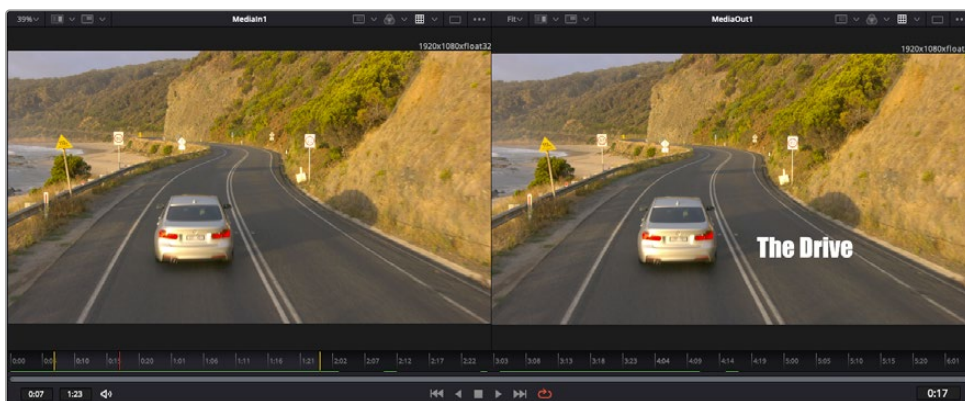 39% MediaIn1 Fit MediaOut1
1920x1080xfloat32 1920x1080xfloat
The Drive
0:00 0:10 0:20 1:01 1:06 1:11 1:16 1:21 2:02 2:07 2:12 2:17 2:22 3:03 3:08 3:13 3:18 3:23 4:04 4:09 4:14 4:19 5:00 5:05 5:10 5:15 5:20 6:01
0:07 1:23 0:17